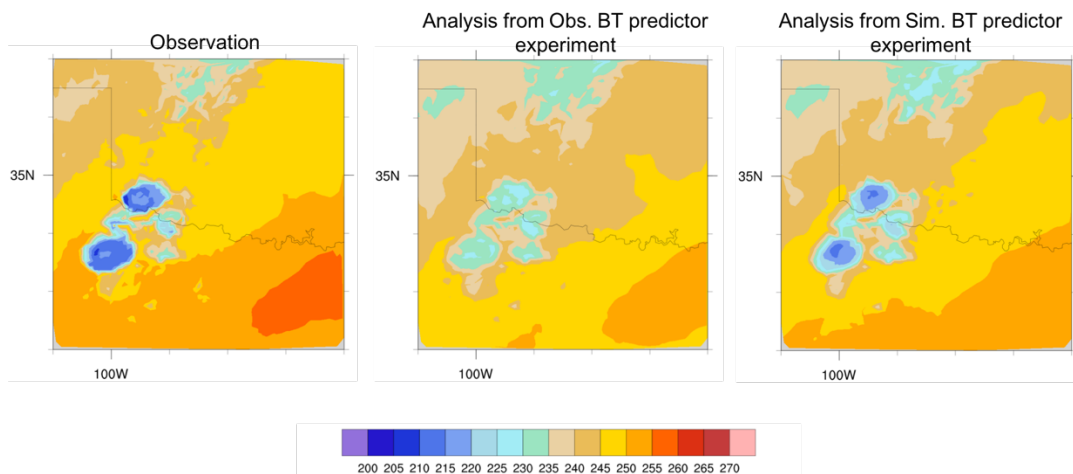 Observation
Analysis from Obs. BT predictor
experiment
Analysis from Sim. BT predictor
experiment
35N
35N
35N
100W
100W
100W
200 205 210 215 220 225 230 235 240 245 250 255 260 265 270